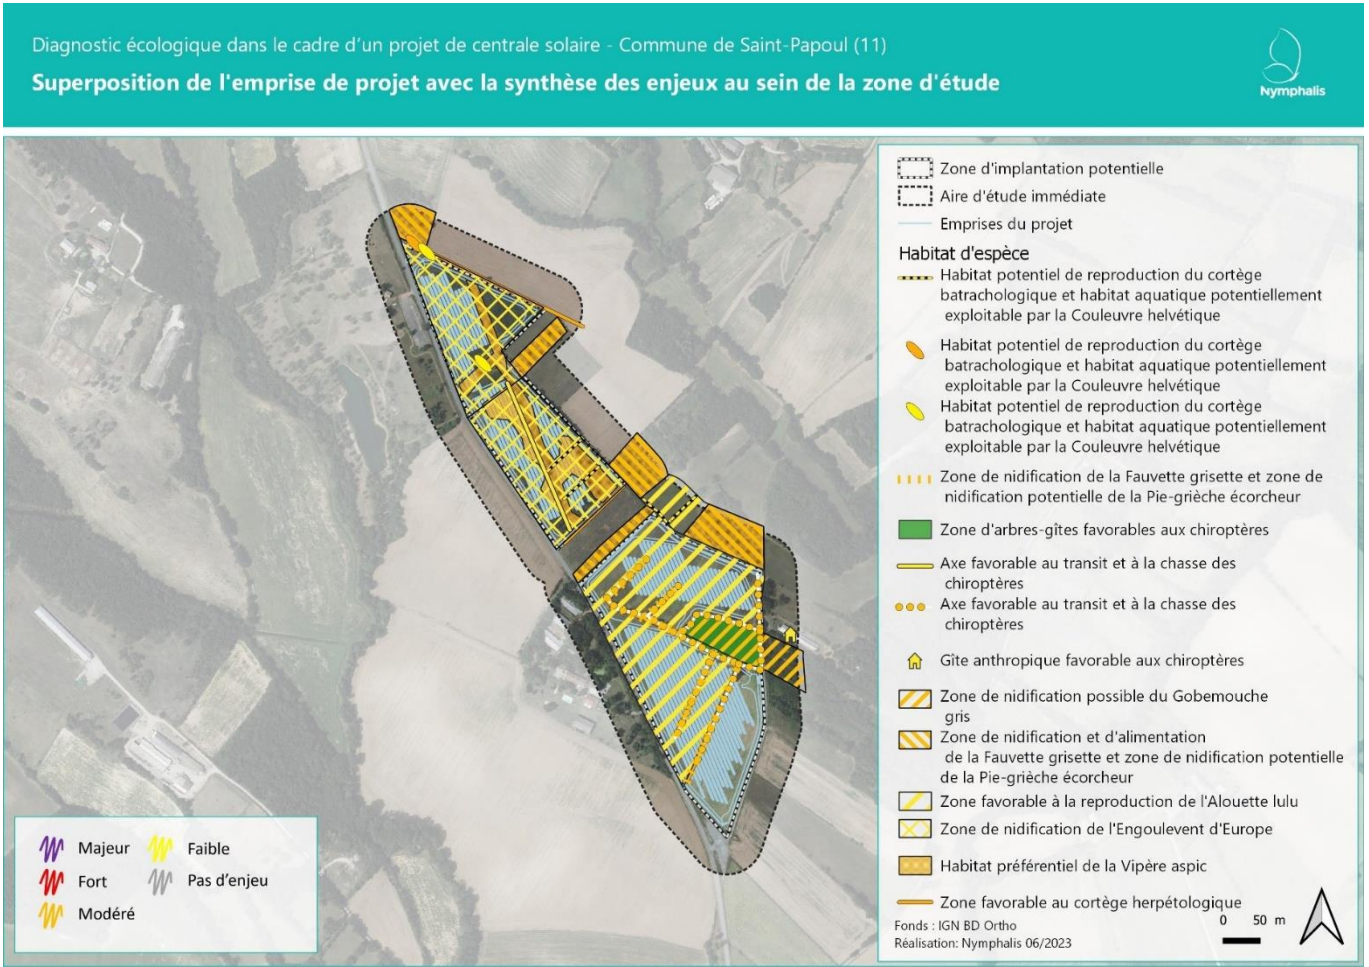 Diagnostic écologique dans le cadre d'un projet de centrale solaire - Commune de Saint-Papoul (11)
Superposition de l'emprise de projet avec la synthèse des enjeux au sein de la zone d'étude
Nymphalis
Zone d'implantation potentielle
Aire d'étude immédiate
Emprises du projet
Habitat d'espèce
Habitat potentiel de reproduction du cortège
batrachologique et habitat aquatique potentiellement
exploitable par la Couleuvre helvétique
Habitat potentiel de reproduction du cortège
batrachologique et habitat aquatique potentiellement
exploitable par la Couleuvre helvétique
Habitat potentiel de reproduction du cortège
batrachologique et habitat aquatique potentiellement
exploitable par la Couleuvre helvétique
Zone de nidification de la Fauvette grisette et zone de
nidification potentielle de la Pie-grièche écorcheur
Zone d'arbres-gîtes favorables aux chiroptères
Axe favorable au transit et à la chasse des
chiroptères
Axe favorable au transit et à la chasse des
chiroptères
Gîte anthropique favorable aux chiroptères
Zone de nidification possible du Gobemouche
gris
Zone de nidification et d'alimentation
de la Fauvette grisette et zone de nidification potentielle
de la Pie-grièche écorcheur
Zone favorable à la reproduction de l'Alouette lulu
Zone de nidification de l'Engoulevent d'Europe
Habitat préférentiel de la Vipère aspic
Zone favorable au cortège herpétologique
Fonds : IGN BD Ortho
Réalisation: Nymphalis 06/2023
0 50 m
Majeur Faible
Fort Pas d'enjeu
Modéré